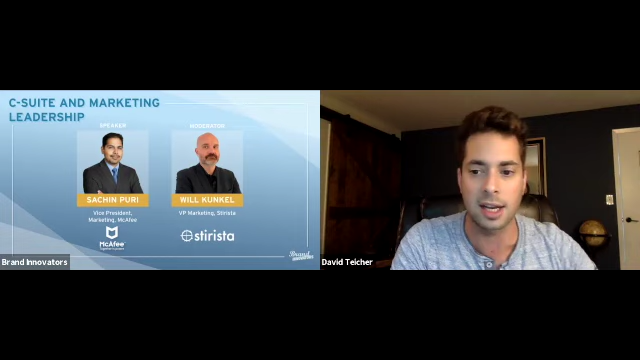 C-SUITE AND MARKETING
LEADERSHIP
SPEAKER
MODERATOR
SACHIN PURI
WILL KUNKEL
Vice President,
Marketing, McAfee
VP Marketing, Stirista
McAfee
stirista
Brand
Brand Innovators
David Teicher